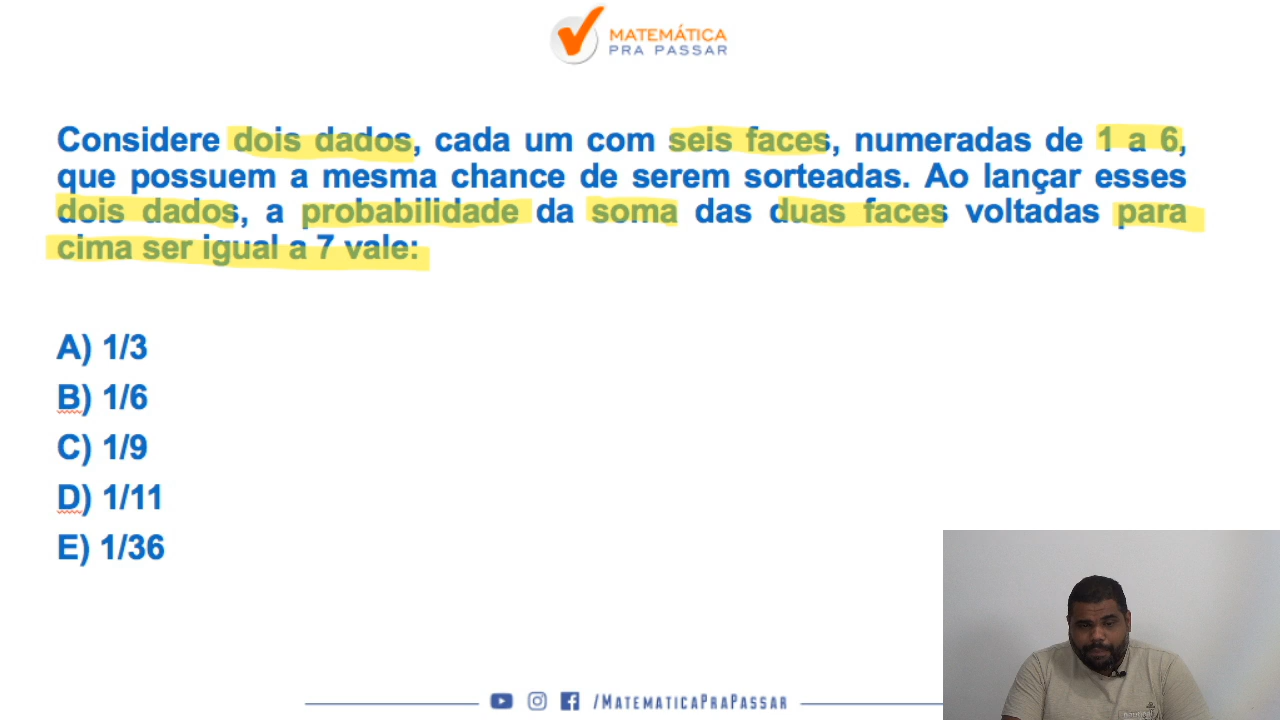 MATEMÁTICA
PRA PASSAR
Considere dois dados, cada um com seis faces, numeradas de 1 a 6,
que possuem a mesma chance de serem sorteadas. Ao lançar esses
dois dados, a probabilidade da soma das duas faces voltadas para
cima ser igual a 7 vale:
A) 1/3
B) 1/6
C) 1/9
D) 1/11
E) 1/36
/MATEMATICAPRAPASSAR